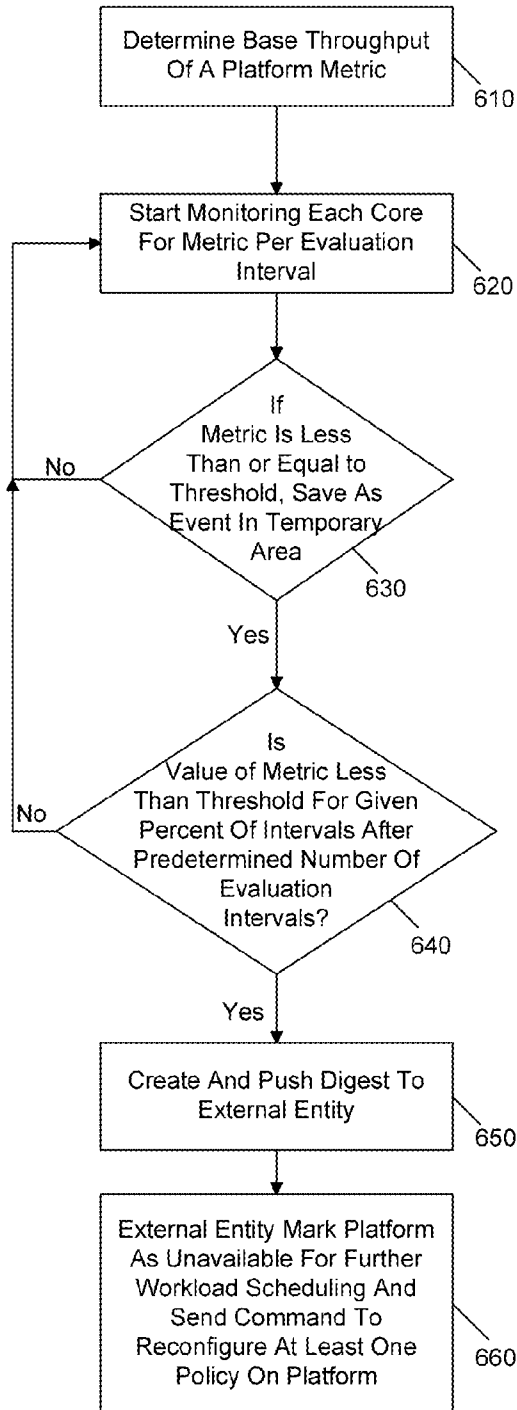 Determine Base Throughput
Of A Platform Metric
610
Start Monitoring Each Core
For Metric Per Evaluation
Interval
620
If
Metric Is Less
Than or Equal to
Threshold, Save As
Event In Temporary
Area
No
630
Yes
Is
Value of Metric Less
Than Threshold For Given
Percent Of Intervals After
Predetermined Number Of
Evaluation
Intervals?
No
640
Yes
Create And Push Digest To
External Entity
650
External Entity Mark Platform
As Unavailable For Further
Workload Scheduling And
Send Command To
Reconfigure At Least One
Policy On Platform
660